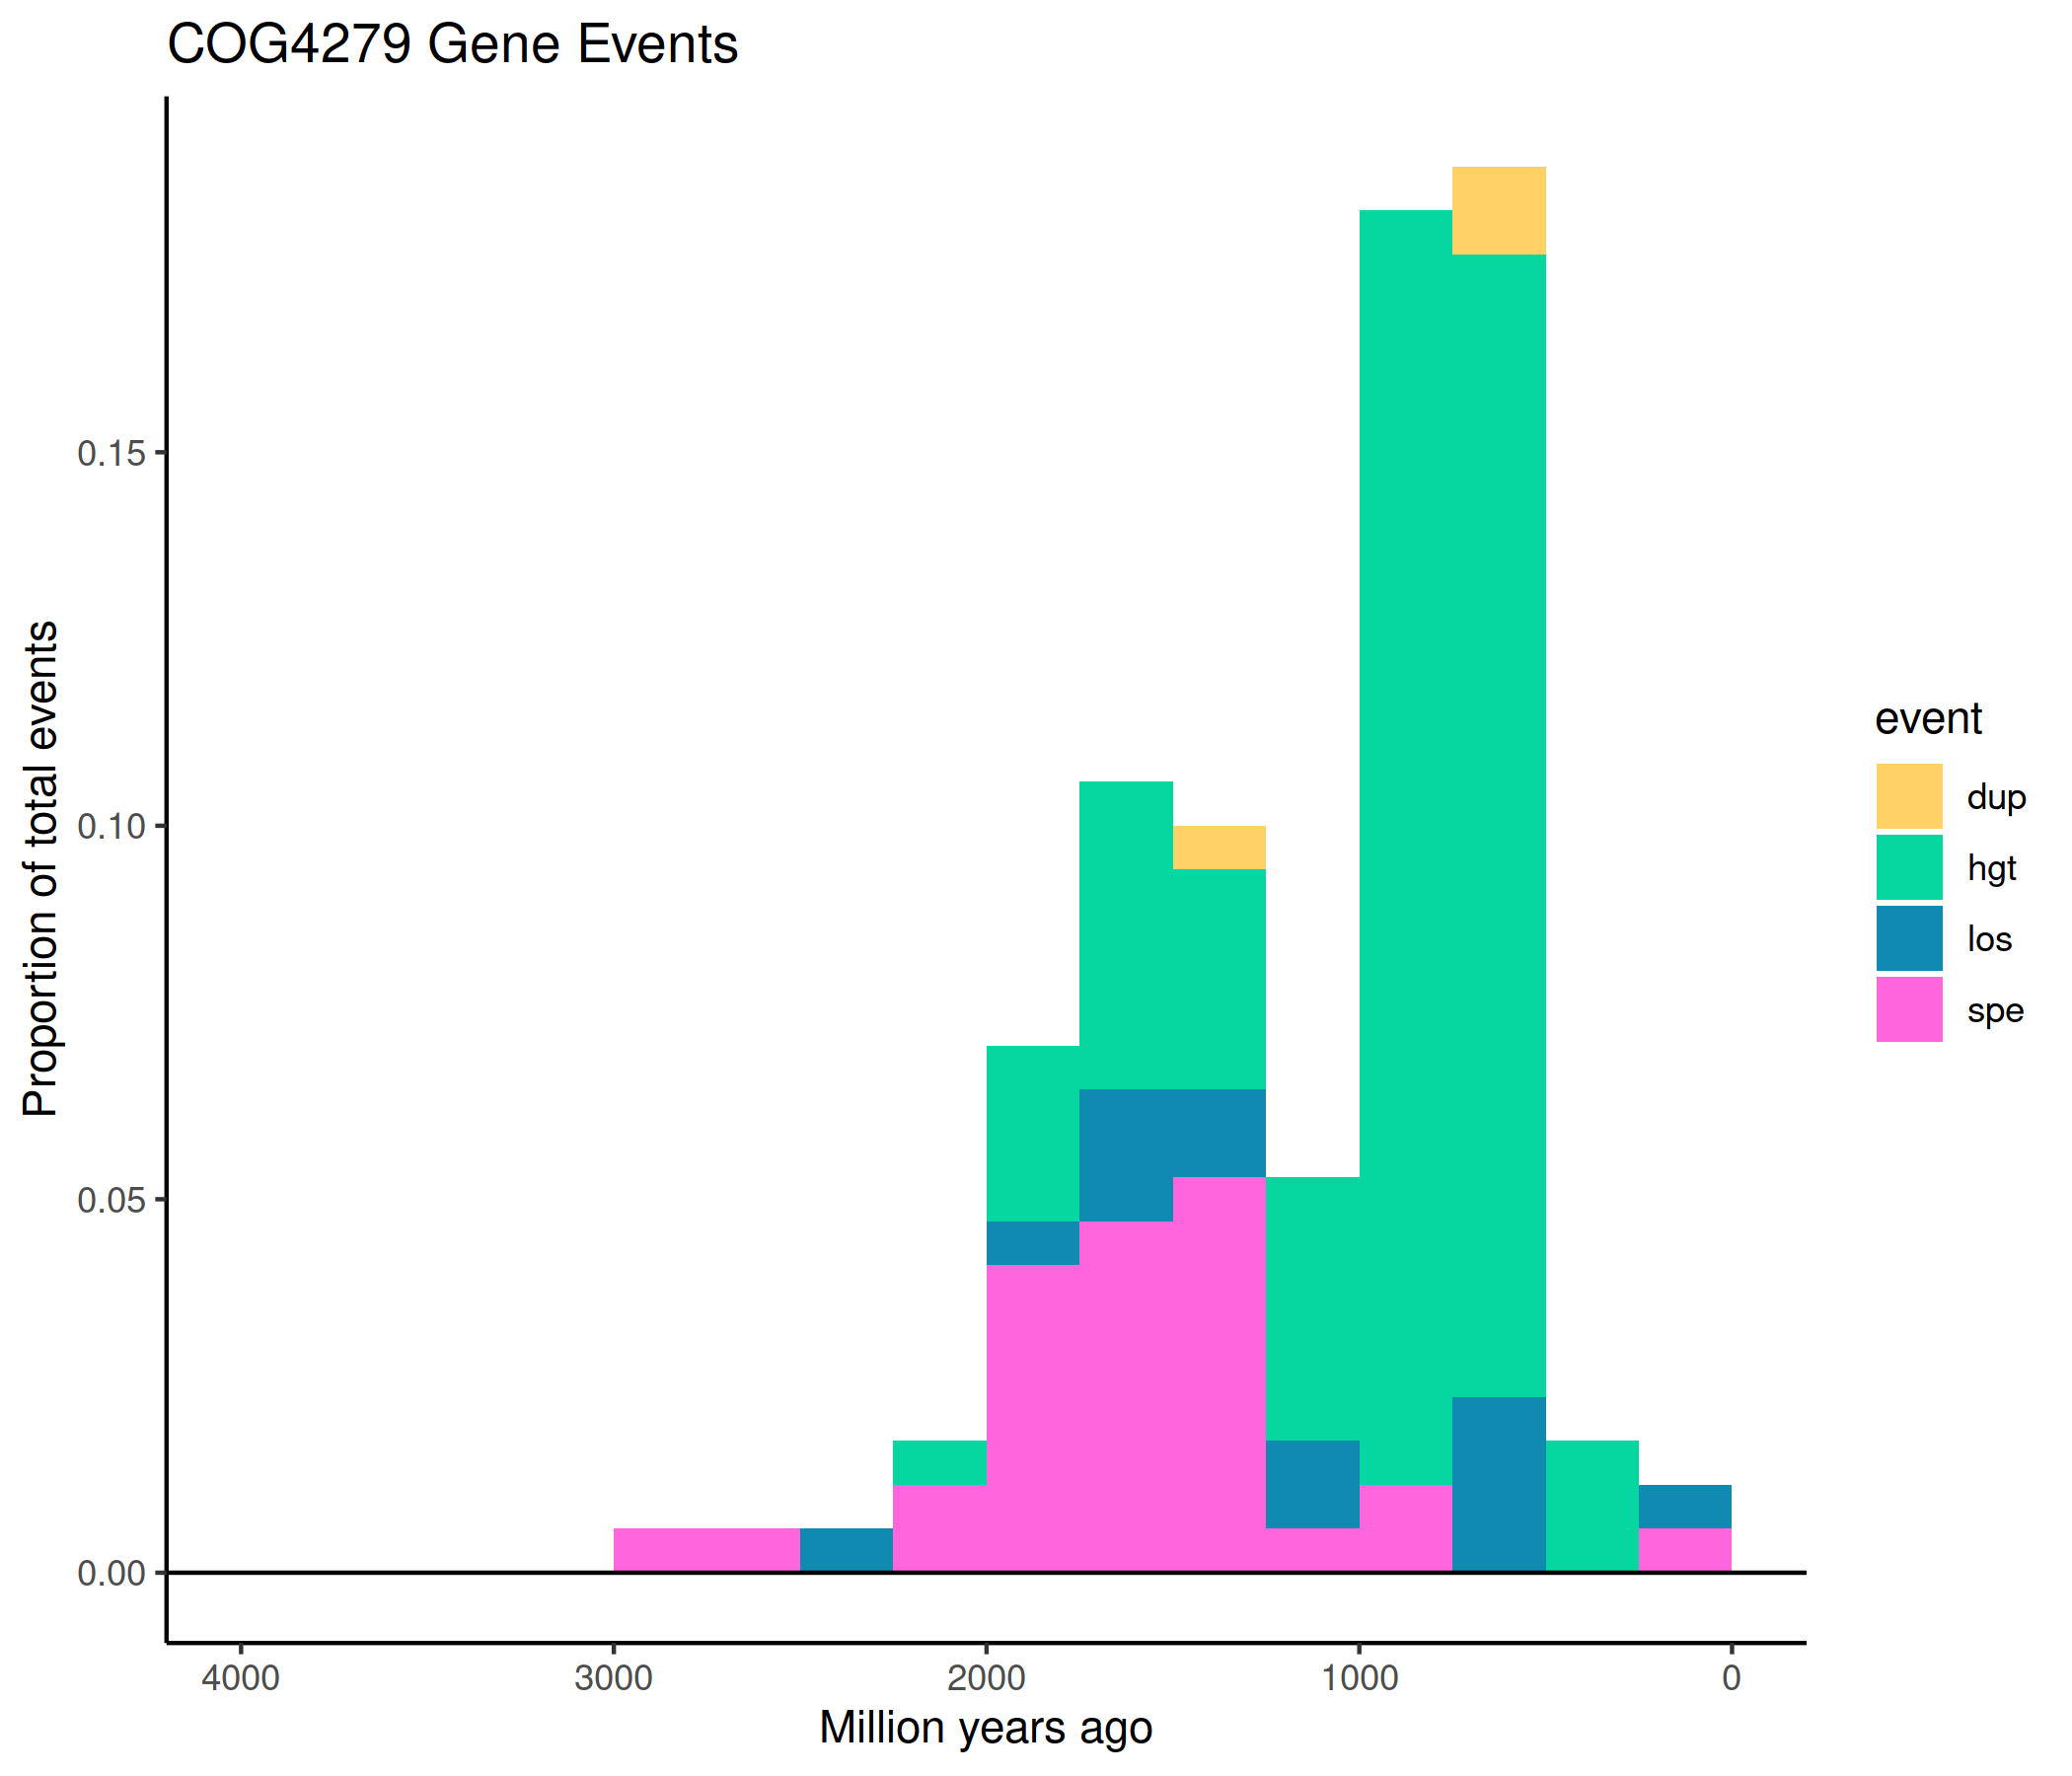 COG4279 Gene Events
Proportion of total events
0.15
0.10
0.05
0.00
4000 3000 2000 1000 0
Million years ago
event
dup
hgt
los
spe